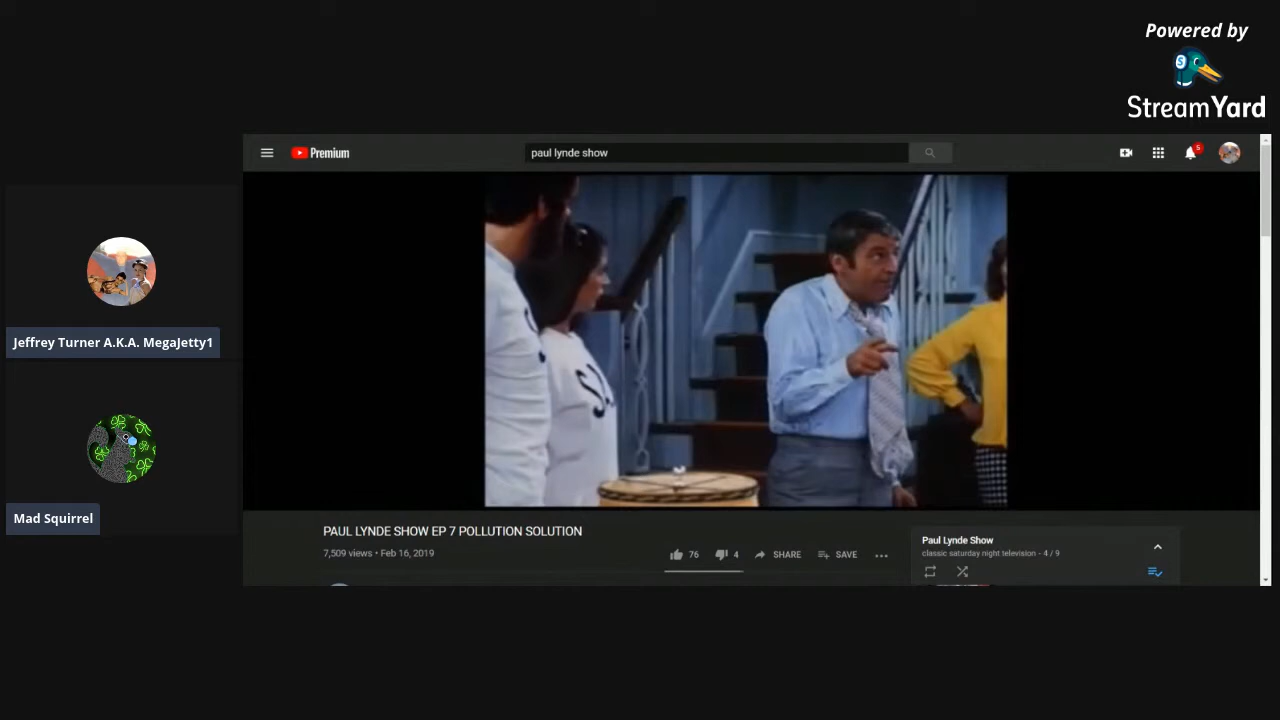 Powered by
StreamYard
Premium
paul lynde show
5
Jeffrey Turner A.K.A. MegaJetty1
Mad Squirrel
PAUL LYNDE SHOW EP 7 POLLUTION SOLUTION
7,509 views • Feb 16, 2019
76
4
SHARE
SAVE
Paul Lynde Show
classic saturday night television - 4 / 9